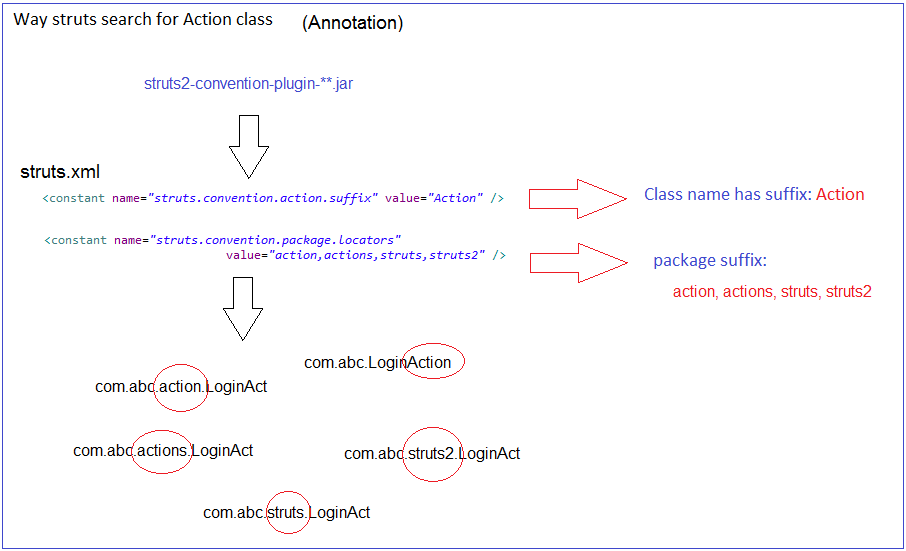 Way struts search for Action class (Annotation)
struts2-convention-plugin-**.jar
struts.xml
<constant name="struts.convention.action.suffix" value="Action" />
Class name has suffix: Action
<constant name="struts.convention.package.locators"
value="action,actions,struts,struts2" />
package suffix:
action, actions, struts, struts2
com.abc.LoginAction
com.abc.action.LoginAct
com.abc.actions.LoginAct
com.abc.struts2.LoginAct
com.abc.struts.LoginAct